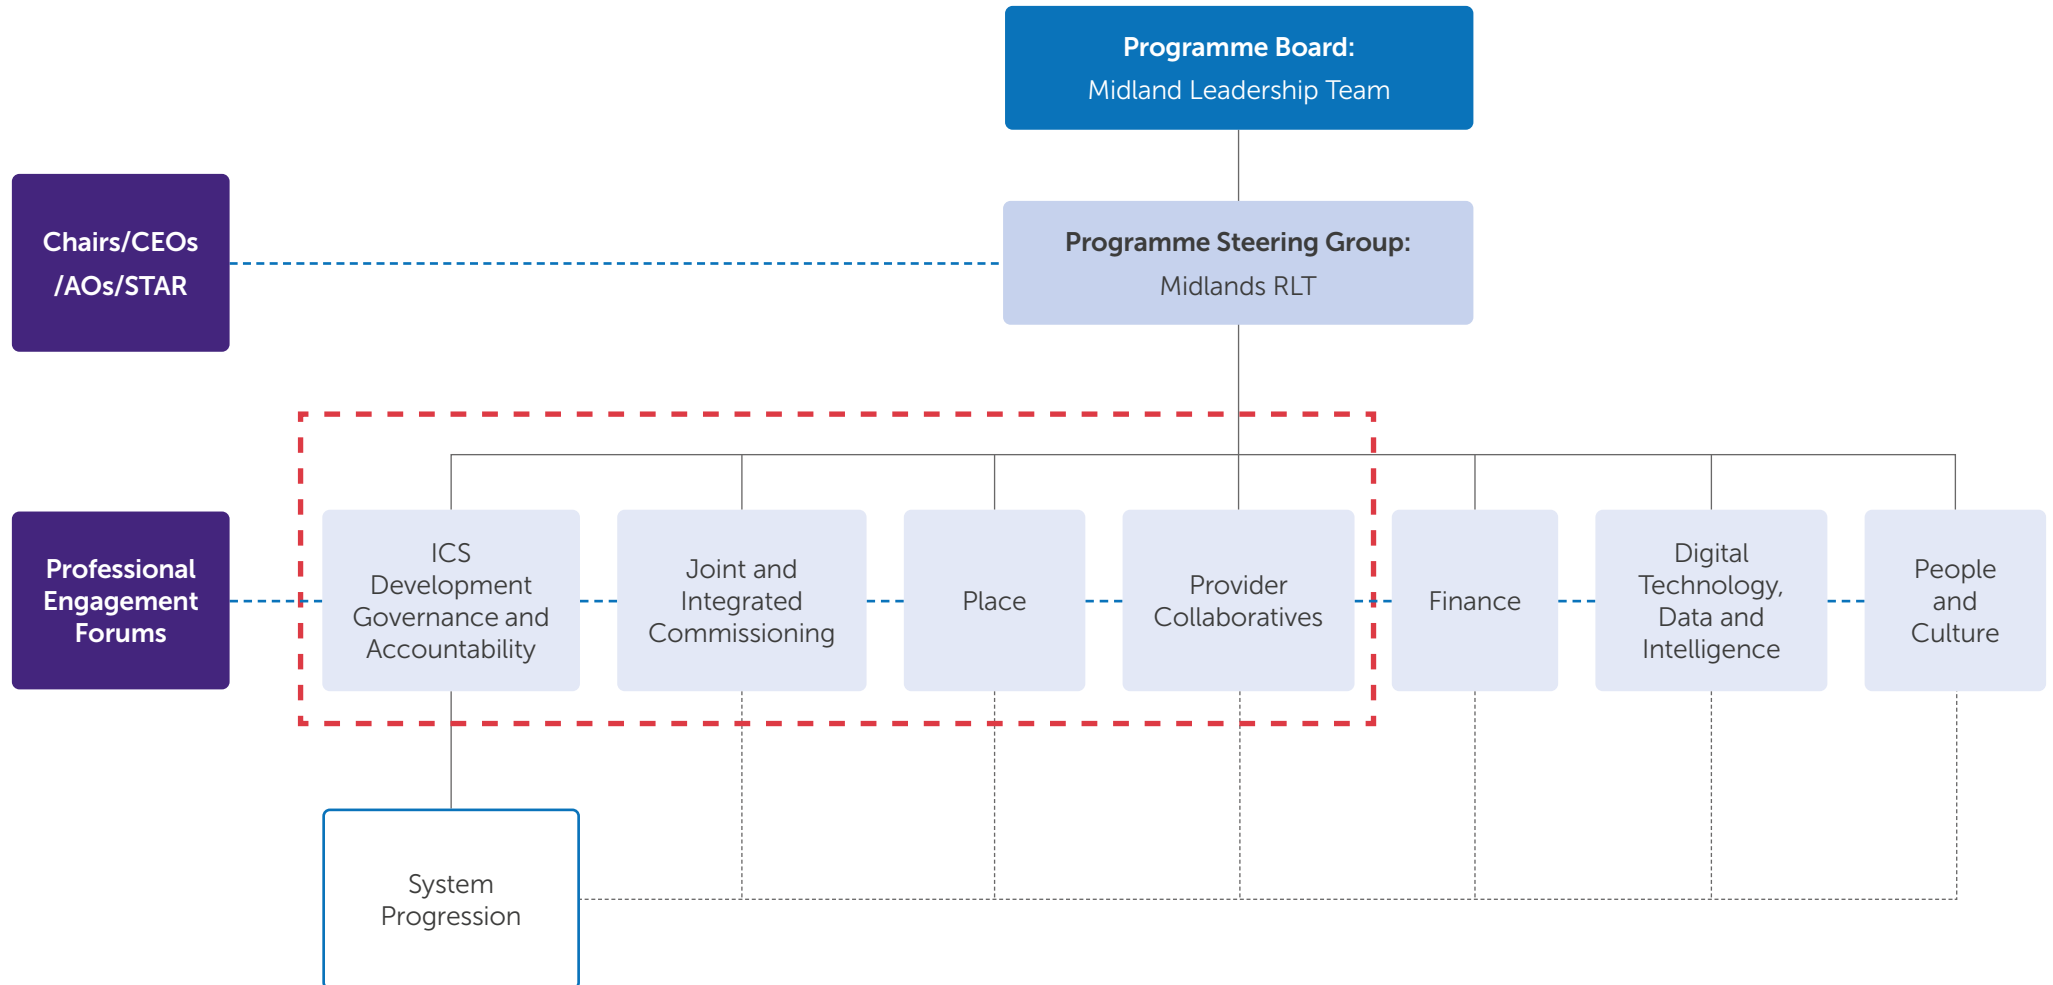 Programme Board:
Midland Leadership Team
Chairs/CEOs
/AOs/STAR
Programme Steering Group:
Midlands RLT
Professional
Engagement
Forums
ICS
Development
Governance and
Accountability
Joint and
Integrated
Commissioning
Place
Provider
Collaboratives
Finance
Digital
Technology,
Data and
Intelligence
People
and
Culture
System
Progression